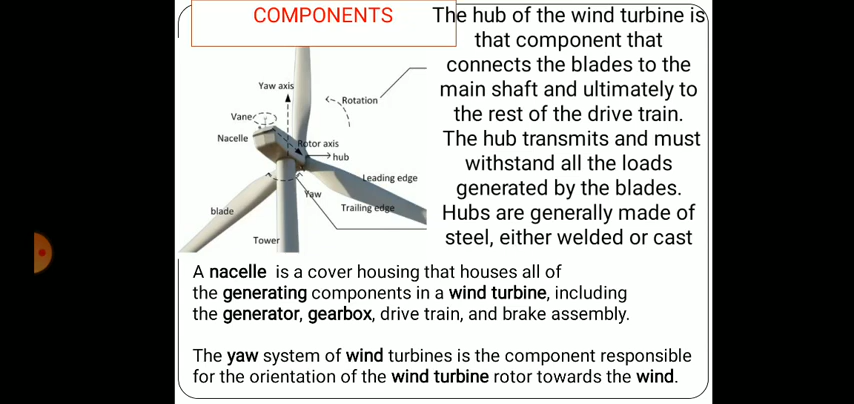 COMPONENTS
The hub of the wind turbine is
that component that
connects the blades to the
main shaft and ultimately to
the rest of the drive train.
The hub transmits and must
withstand all the loads
generated by the blades.
Hubs are generally made of
steel, either welded or cast
Yaw axis
Rotation
Vane
Nacelle
Rotor axis
hub
Leading edge
Yaw
Trailing edge
blade
Tower
A nacelle is a cover housing that houses all of
the generating components in a wind turbine, including
the generator, gearbox, drive train, and brake assembly.
The yaw system of wind turbines is the component responsible
for the orientation of the wind turbine rotor towards the wind.